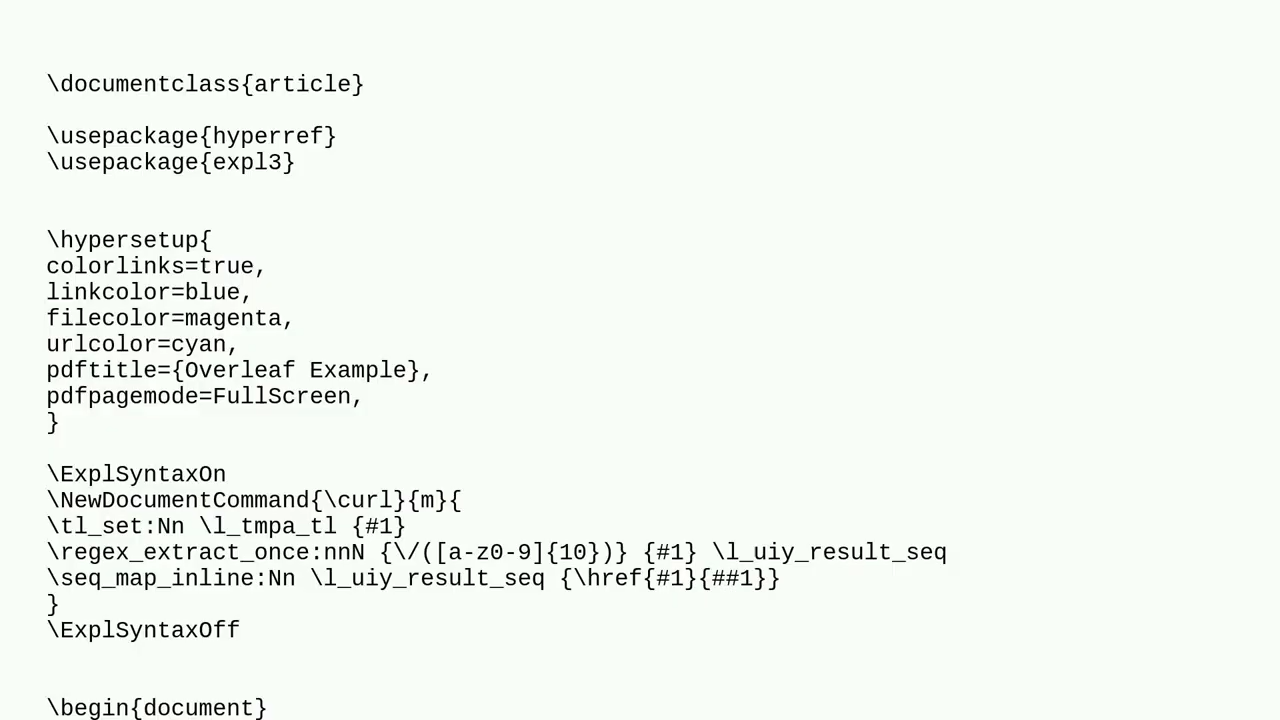 \documentclass{article}
\usepackage{hyperref}
\usepackage{expl3}
\hypersetup{
colorlinks=true,
linkcolor=blue,
filecolor=magenta,
urlcolor=cyan,
pdftitle={Overleaf Example},
pdfpagemode=FullScreen,
}
\ExplSyntaxOn
\NewDocumentCommand{\curl}{m}{
\tl_set:Nn \l_tmpa_tl {#1}
\regex_extract_once:nnN {\/([a-z0-9]{10})} {#1} \l_uiy_result_seq
\seq_map_inline:Nn \l_uiy_result_seq {\href{#1}{##1}}
}
\ExplSyntaxOff
\begin{document}